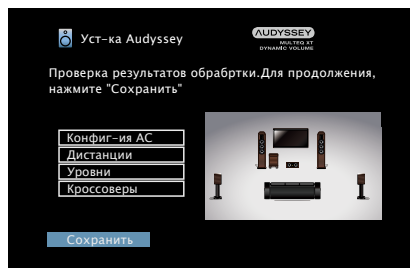 Уст-ка Audyssey
AUDYSSEY
MULTEQ XT
DYNAMIC VOLUME
Проверка результатов обрабртки.Для продолжения,
нажмите "Сохранить"
Конфиг-ия АС
Дистанции
Уровни
Кроссоверы
Сохранить